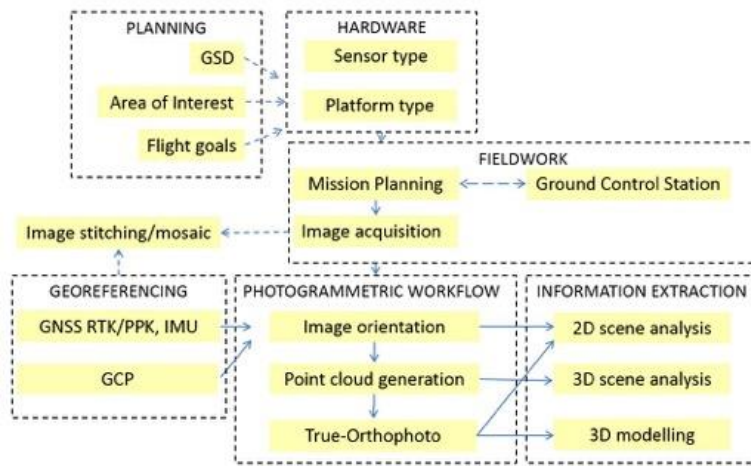 PLANNING
GSD
Area of Interest
Flight goals
HARDWARE
Sensor type
Platform type
FIELDWORK
Mission Planning
Ground Control Station
Image acquisition
Image stitching/mosaic
GEOREFERENCING
GNSS RTK/PPK, IMU
GCP
PHOTOGRAMMETRIC WORKFLOW
Image orientation
Point cloud generation
True-Orthophoto
INFORMATION EXTRACTION
2D scene analysis
3D scene analysis
3D modelling